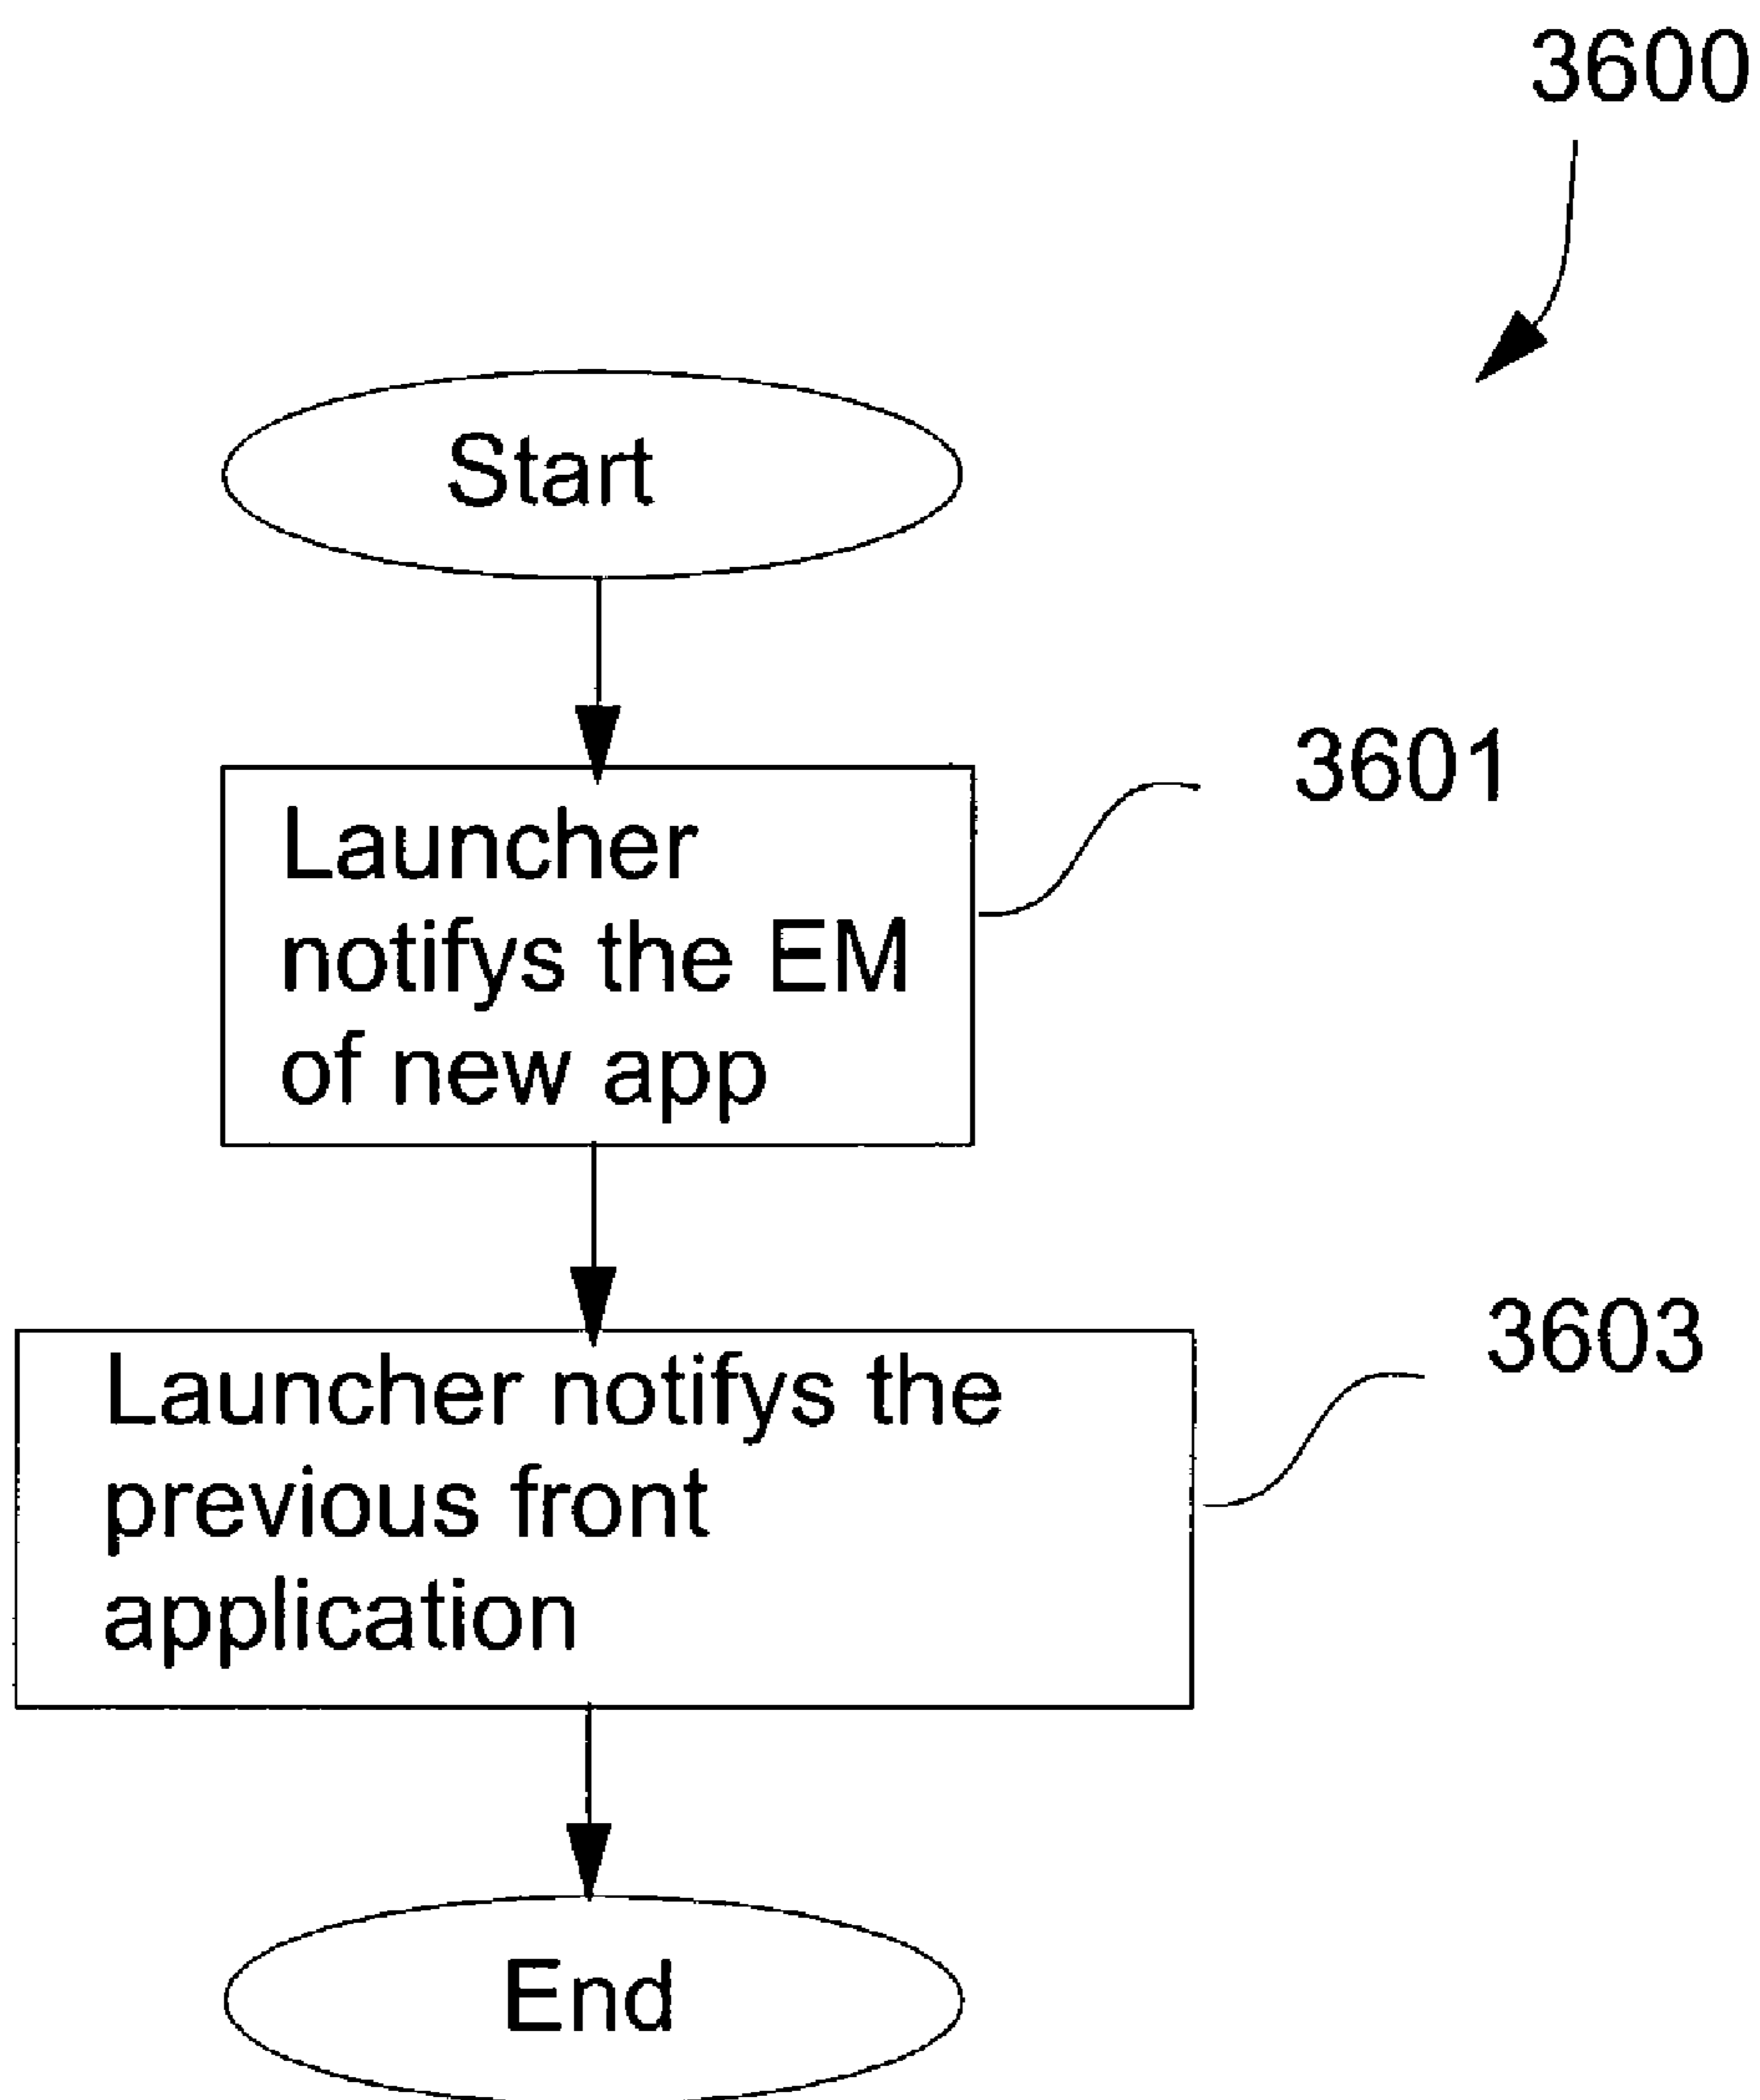 3600
Start
3601
Launcher
notifys the EM
of new app
3603
Launcher notifys the
previous front
application
End